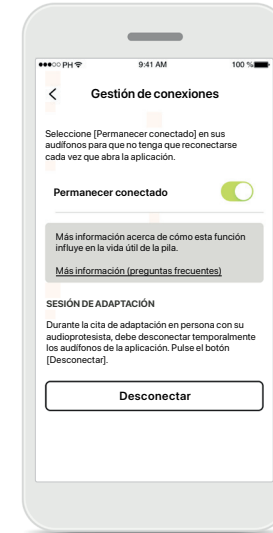 PH 9:41 AM 100 %
Gestión de conexiones
Seleccione [Permanecer conectado] en sus
audífonos para que no tenga que reconectarse
cada vez que abra la aplicación.
Permanecer conectado
Más información acerca de cómo esta función
influye en la vida útil de la pila.
Más información (preguntas frecuentes)
SESIÓN DE ADAPTACIÓN
Durante la cita de adaptación en persona con su
audioprotesista, debe desconectar temporalmente
los audífonos de la aplicación. Pulse el botón
[Desconectar].
Desconectar